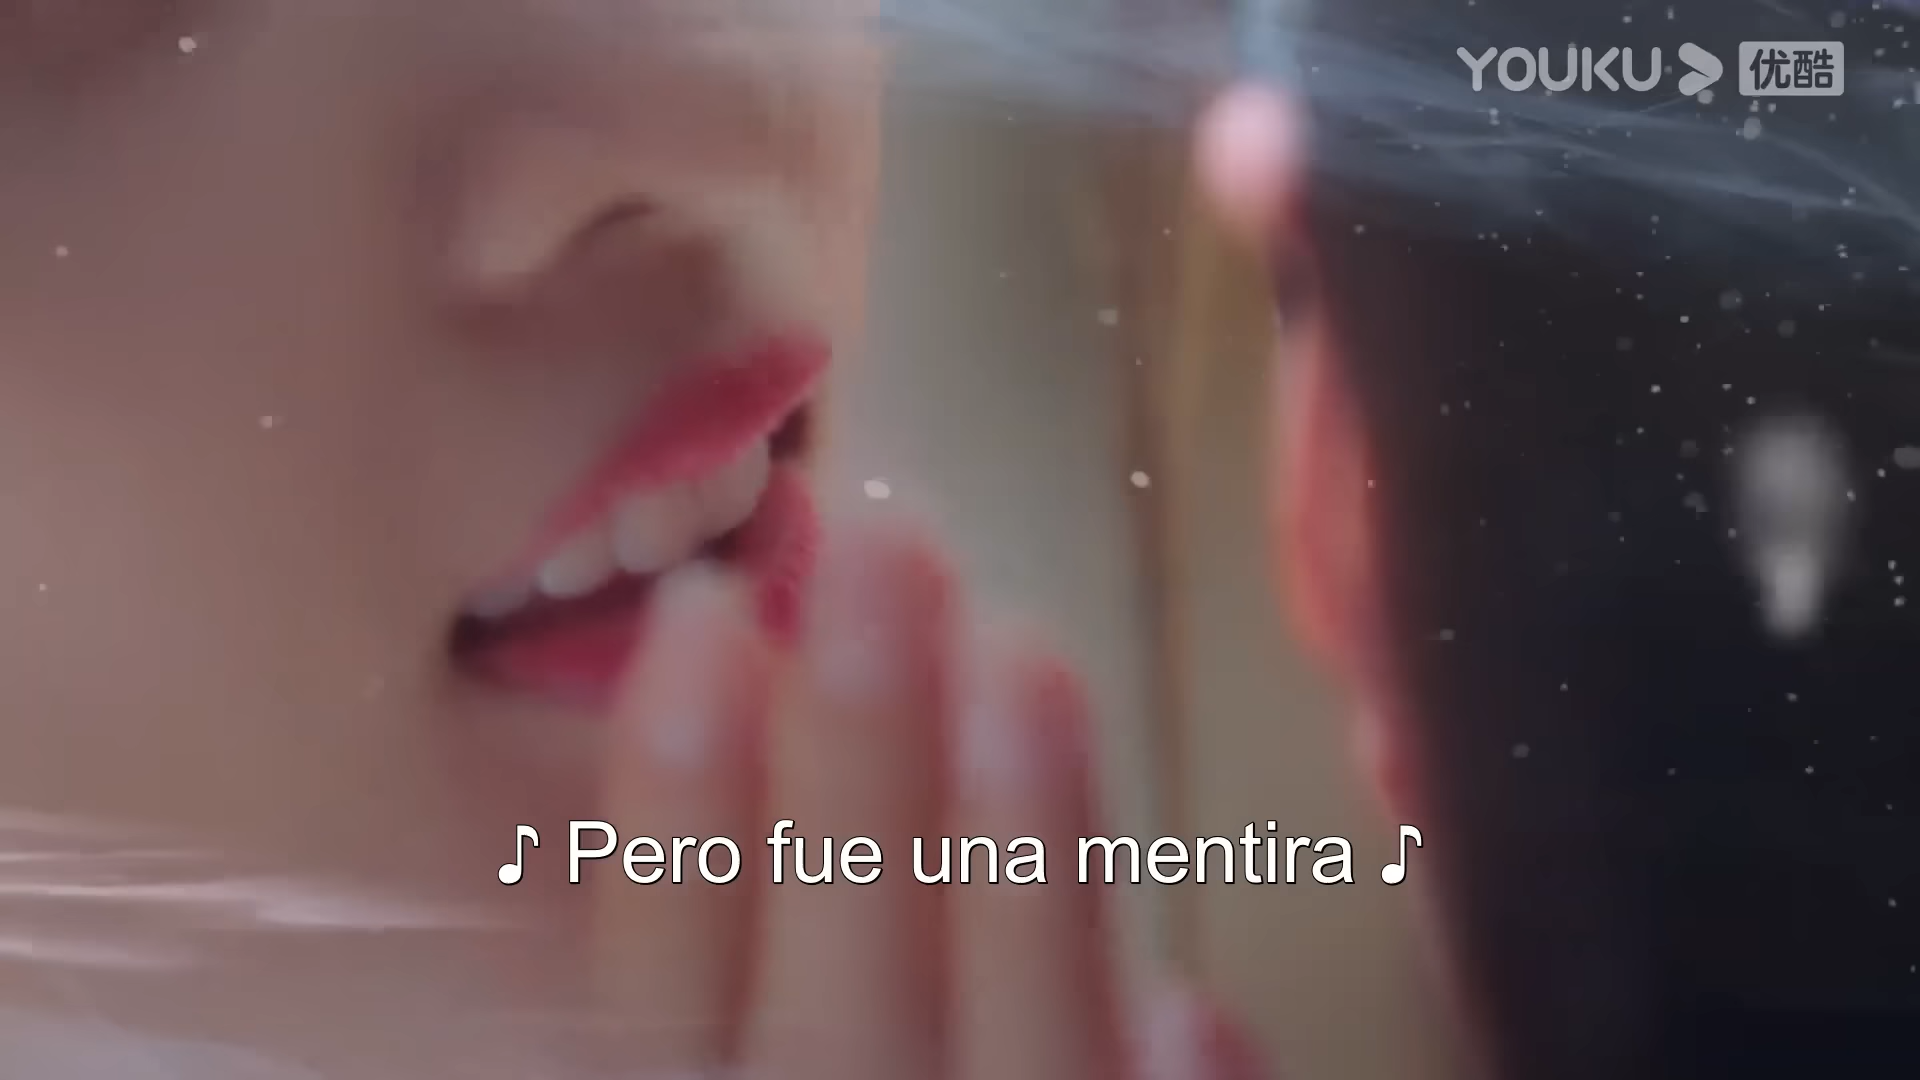 YOUKU 优酷
♪ Pero fue una mentira ♪